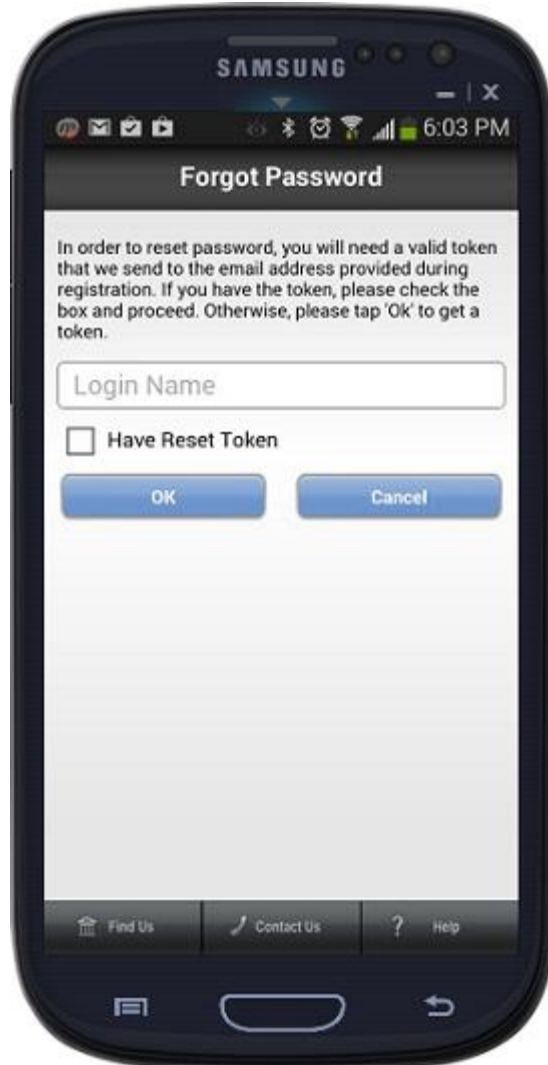 SAMSUNG
6:03 PM
Forgot Password
In order to reset password, you will need a valid token
that we send to the email address provided during
registration. If you have the token, please check the
box and proceed. Otherwise, please tap 'Ok' to get a
token.
Login Name
Have Reset Token
OK Cancel
Find Us Contact Us ? Help